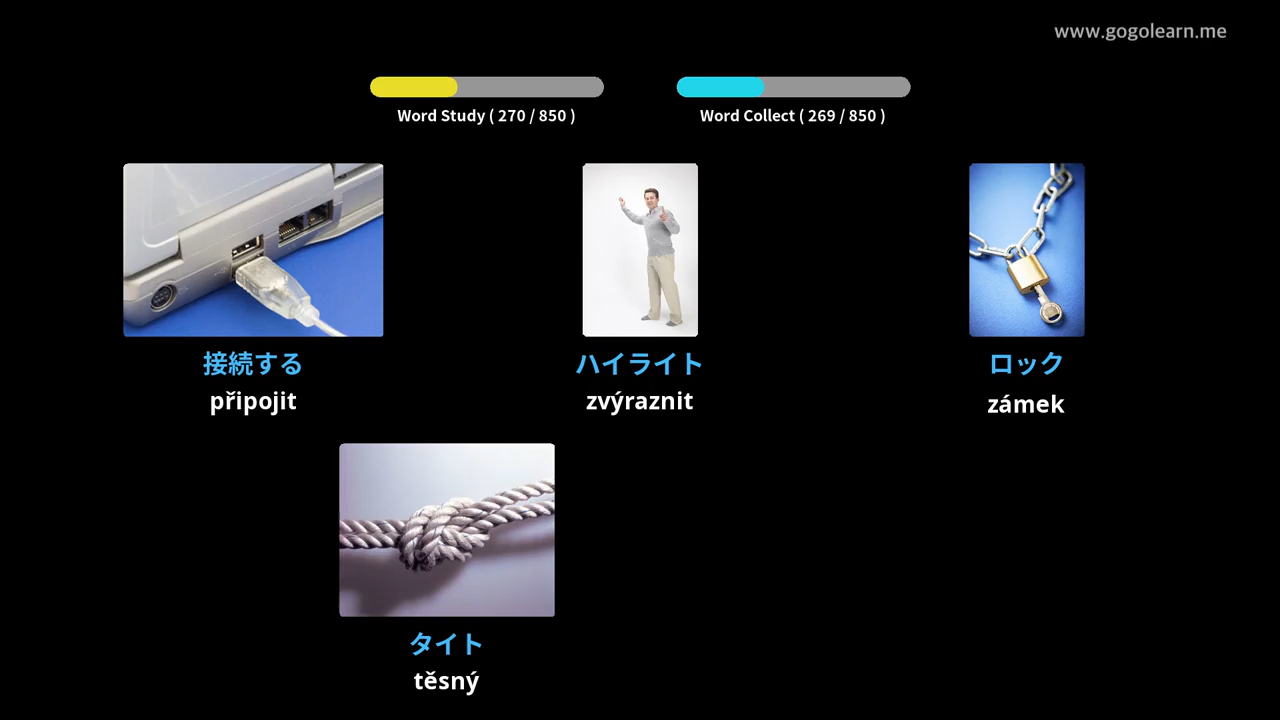 www.gogolearn.me
Word Study ( 270 / 850 )
Word Collect ( 269 / 850 )
接続する
připojit
ハイライト
zvýraznit
ロック
zámek
タイト
těsný